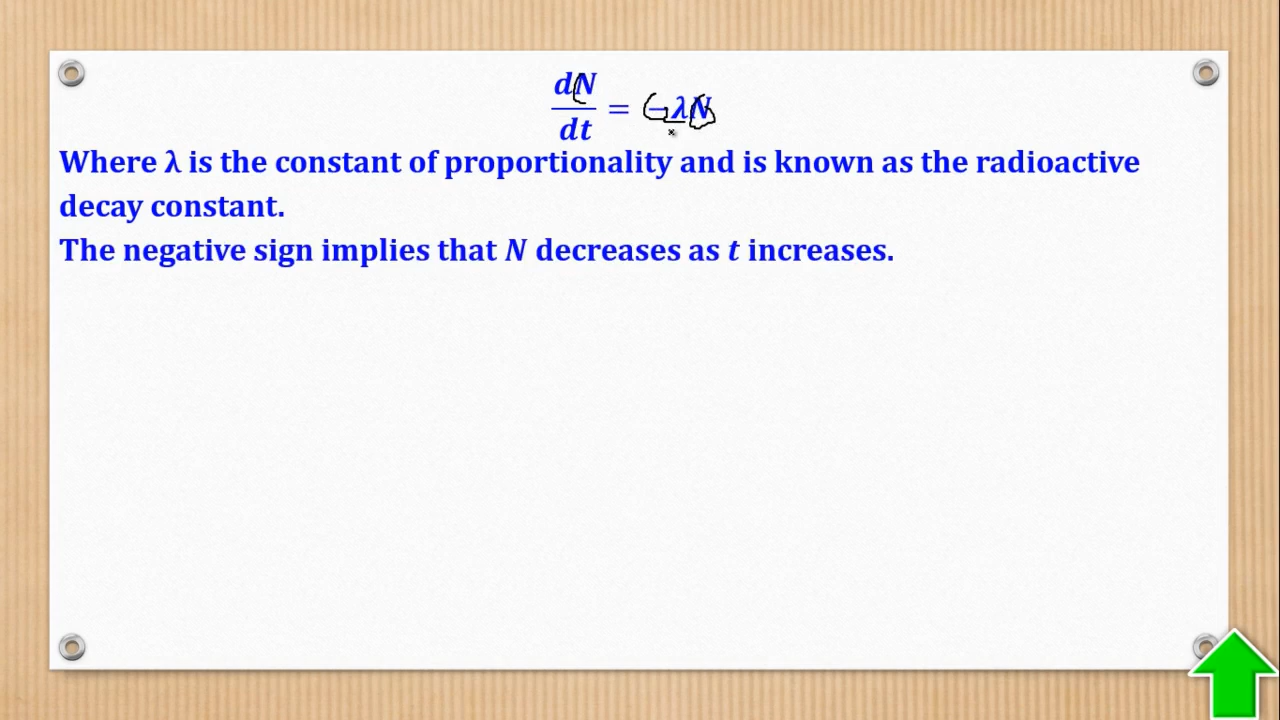 dN/dt = −λN
Where λ is the constant of proportionality and is known as the radioactive
decay constant.
The negative sign implies that N decreases as t increases.